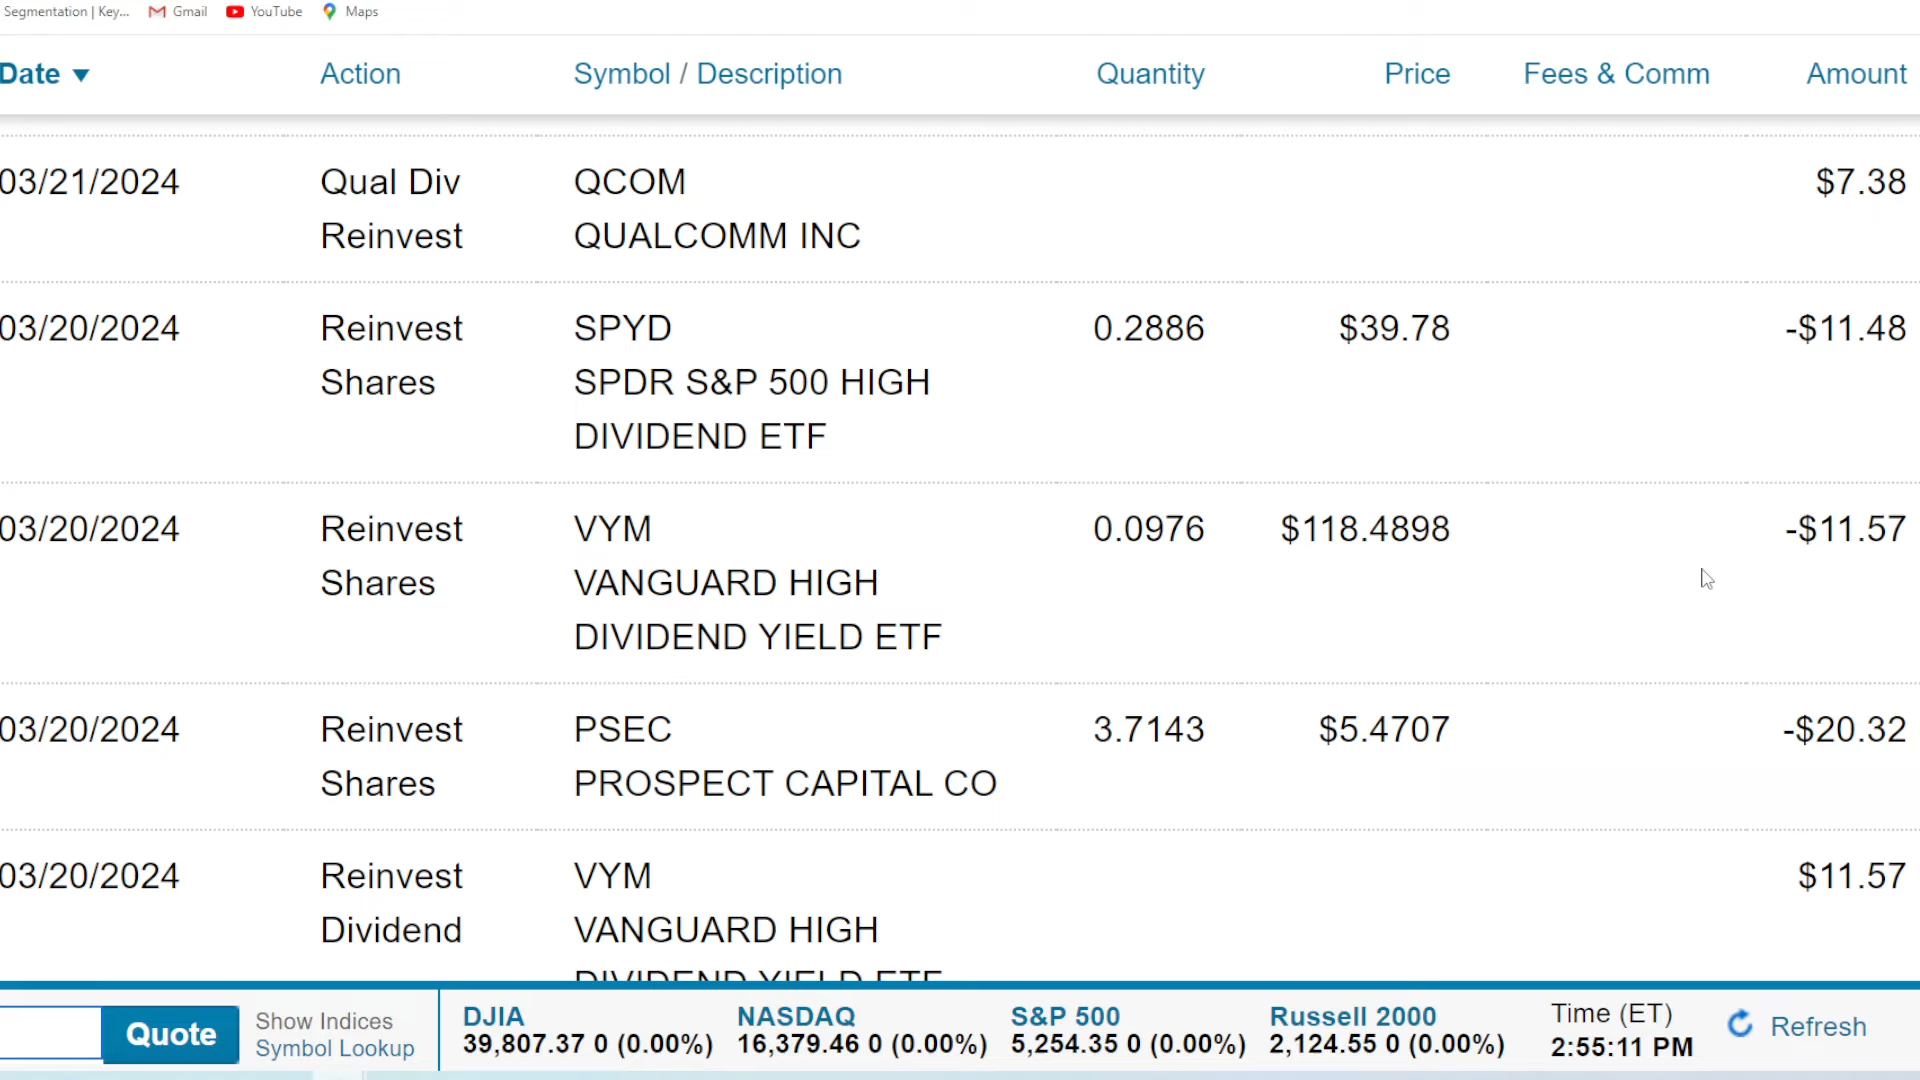 Segmentation | Key... Gmail YouTube Maps
Date ▼ Action Symbol / Description Quantity Price Fees & Comm Amount
03/21/2024 Qual Div QCOM $7.38
Reinvest QUALCOMM INC
03/20/2024 Reinvest SPYD 0.2886 $39.78 -$11.48
Shares SPDR S&P 500 HIGH
DIVIDEND ETF
03/20/2024 Reinvest VYM 0.0976 $118.4898 -$11.57
Shares VANGUARD HIGH
DIVIDEND YIELD ETF
03/20/2024 Reinvest PSEC 3.7143 $5.4707 -$20.32
Shares PROSPECT CAPITAL CO
03/20/2024 Reinvest VYM $11.57
Dividend VANGUARD HIGH
DIVIDEND YIELD ETF
Quote Show Indices DJIA NASDAQ S&P 500 Russell 2000 Time (ET) Refresh
Symbol Lookup 39,807.37 0 (0.00%) 16,379.46 0 (0.00%) 5,254.35 0 (0.00%) 2,124.55 0 (0.00%) 2:55:11 PM